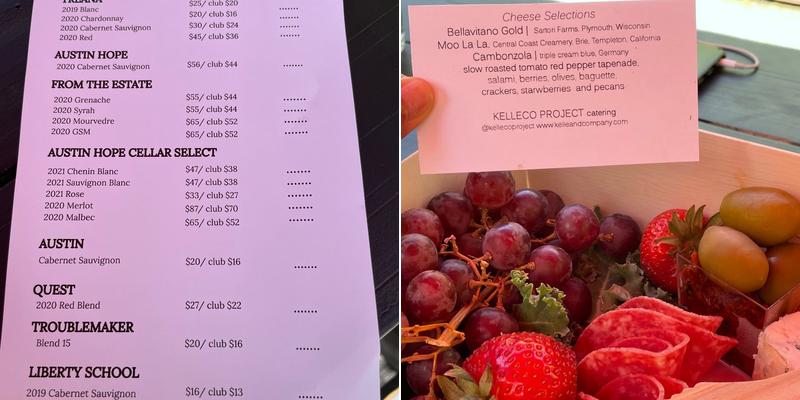 TREANA
2019 Blanc $25/ club $20
2020 Chardonnay $20/ club $16
2020 Cabernet Sauvignon $30/ club $24
2020 Red $45/ club $36
AUSTIN HOPE
2020 Cabernet Sauvignon $56/ club $44
FROM THE ESTATE
2020 Grenache $55/ club $44
2020 Syrah $55/ club $44
2020 Mourvedre $65/ club $52
2020 GSM $65/ club $52
AUSTIN HOPE CELLAR SELECT
2021 Chenin Blanc $47/ club $38
2021 Sauvignon Blanc $47/ club $38
2021 Rose $33/ club $27
2020 Merlot $87/ club $70
2020 Malbec $65/ club $52
AUSTIN
Cabernet Sauvignon $20/ club $16
QUEST
2020 Red Blend $27/ club $22
TROUBLEMAKER
Blend 15 $20/ club $16
LIBERTY SCHOOL
2019 Cabernet Sauvignon $16/ club $13
Cheese Selections
Bellavitano Gold | Sartori Farms, Plymouth, Wisconsin
Moo La La, Central Coast Creamery, Brie, Templeton, California
Cambonzola | triple cream blue, Germany
slow roasted tomato red pepper tapenade,
salami, berries, olives, baguette,
crackers, starwberries and pecans
KELLECO PROJECT catering
@kellecoproject www.kelleandcompany.com